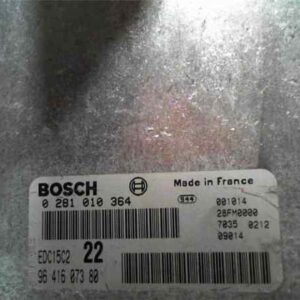 BOSCH Made in France
0 281 010 364 S44 001014
28FM0000
7035 0212
EDC15C2 22 09014
96 416 073 80